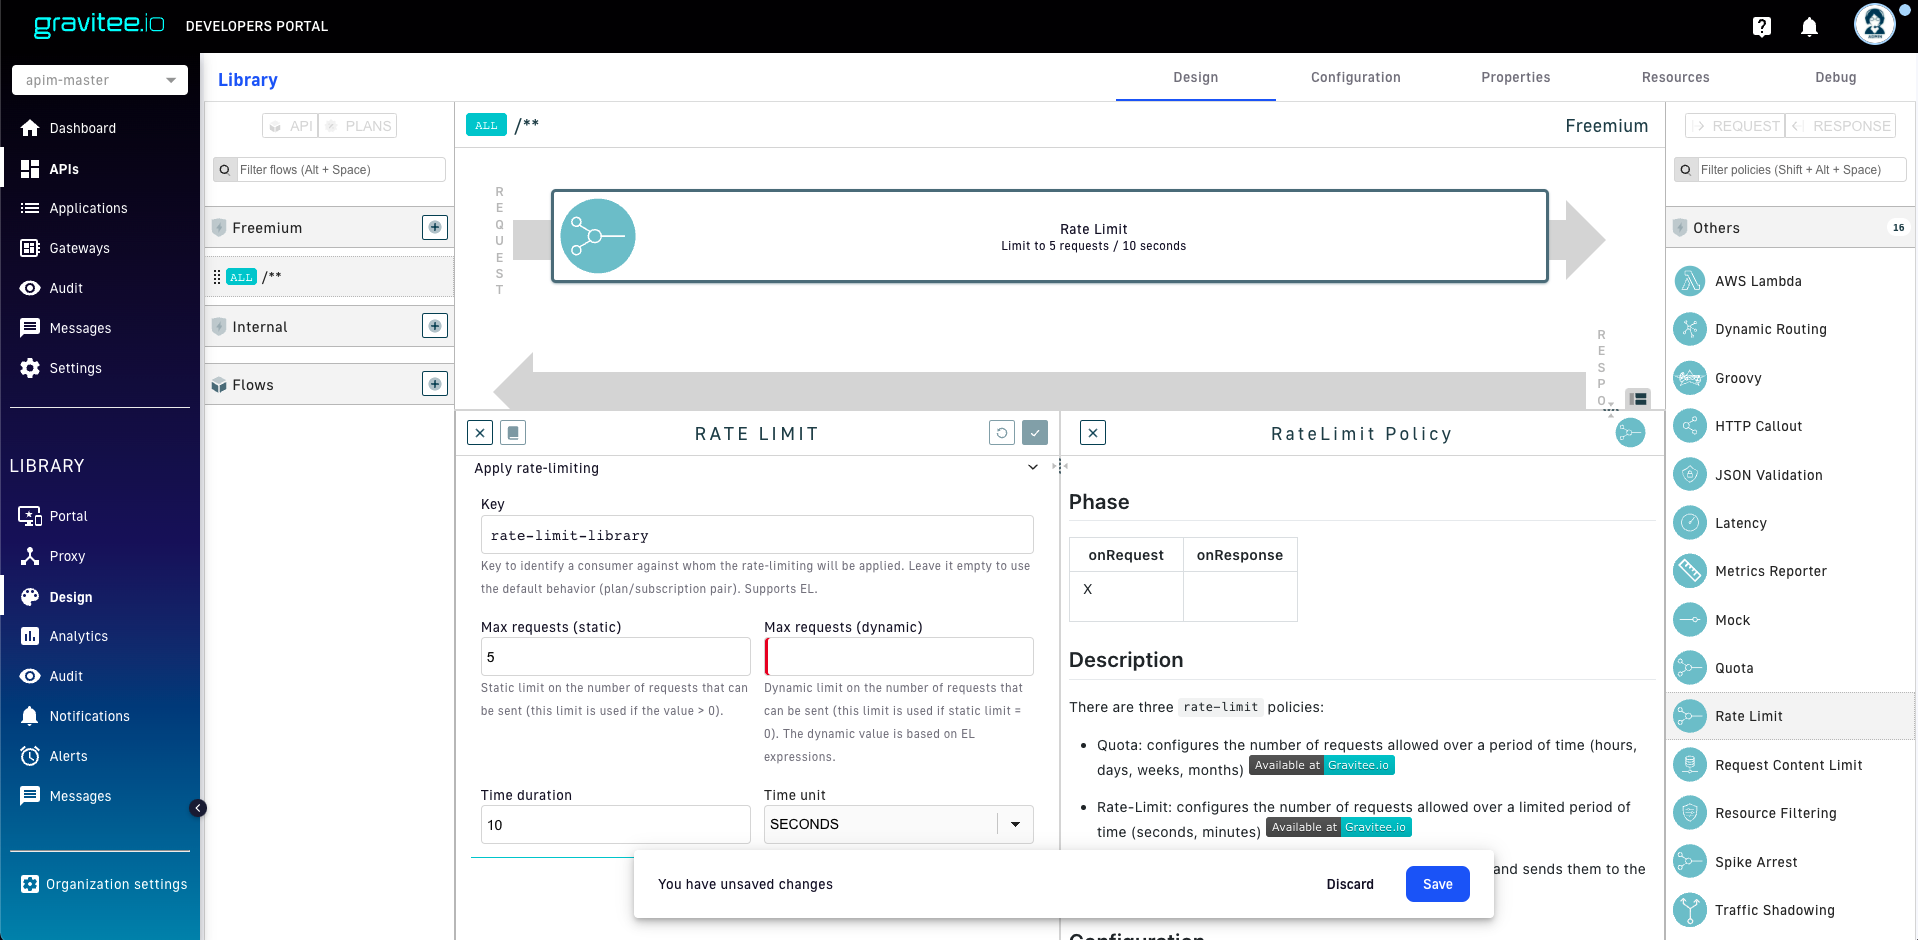 gravitee.io DEVELOPERS PORTAL
apim-master
Dashboard
APIs
Applications
Gateways
Audit
Messages
Settings
LIBRARY
Portal
Proxy
Design
Analytics
Audit
Notifications
Alerts
Messages
Organization settings
Library
Design Configuration Properties Resources Debug
API PLANS
Filter flows (Alt + Space)
Freemium
ALL /**
Internal
Flows
ALL /** Freemium
REQUEST
Rate Limit
Limit to 5 requests / 10 seconds
RESPO
RATE LIMIT
Apply rate-limiting
Key
rate-limit-library
Key to identify a consumer against whom the rate-limiting will be applied. Leave it empty to use
the default behavior (plan/subscription pair). Supports EL.
Max requests (static)
5
Static limit on the number of requests that can
be sent (this limit is used if the value > 0).
Max requests (dynamic)
Dynamic limit on the number of requests that
can be sent (this limit is used if static limit =
0). The dynamic value is based on EL
expressions.
Time duration
10
Time unit
SECONDS
RateLimit Policy
Phase
onRequest onResponse
X
Description
There are three rate-limit policies:
• Quota: configures the number of requests allowed over a period of time (hours,
days, weeks, months) Available at Gravitee.io
• Rate-Limit: configures the number of requests allowed over a limited period of
time (seconds, minutes) Available at Gravitee.io
and sends them to the
Configuration
You have unsaved changes
Discard Save
REQUEST RESPONSE
Filter policies (Shift + Alt + Space)
Others 16
AWS Lambda
Dynamic Routing
Groovy
HTTP Callout
JSON Validation
Latency
Metrics Reporter
Mock
Quota
Rate Limit
Request Content Limit
Resource Filtering
Spike Arrest
Traffic Shadowing
ADMIN